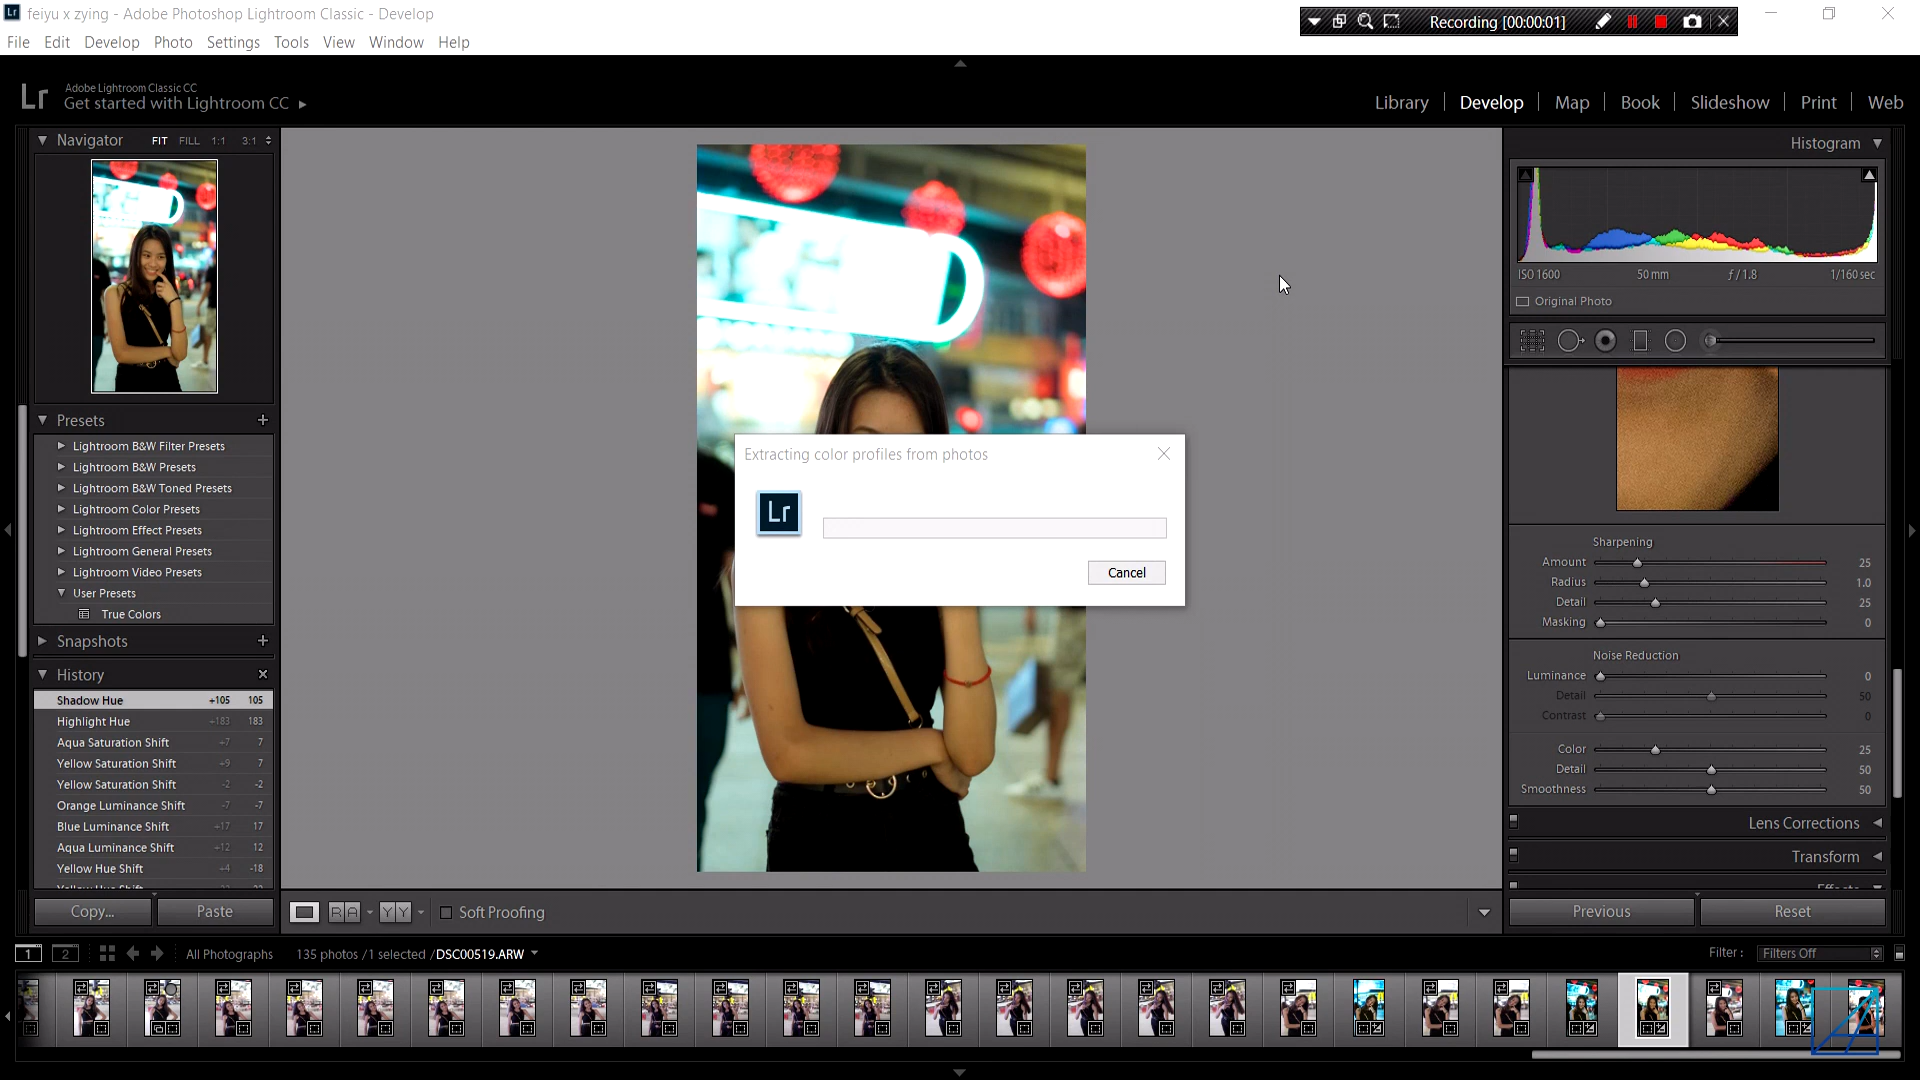 feiyu x zying - Adobe Photoshop Lightroom Classic - Develop
Recording [00:00:01]
File Edit Develop Photo Settings Tools View Window Help
Lr
Adobe Lightroom Classic CC
Get started with Lightroom CC
Library Develop Map Book Slideshow Print Web
Navigator FIT FILL 1:1 3:1
Histogram
ISO 1600 50 mm ƒ / 1.8 1/160 sec
Original Photo
Presets
Lightroom B&W Filter Presets
Lightroom B&W Presets
Lightroom B&W Toned Presets
Lightroom Color Presets
Lightroom Effect Presets
Lightroom General Presets
Lightroom Video Presets
User Presets
True Colors
Snapshots
History
Shadow Hue +105 105
Highlight Hue +183 183
Aqua Saturation Shift +7 7
Yellow Saturation Shift +9 7
Yellow Saturation Shift -2 -2
Orange Luminance Shift -7 -7
Blue Luminance Shift +17 17
Aqua Luminance Shift +12 12
Yellow Hue Shift +4 -18
Copy... Paste
Extracting color profiles from photos
Lr
Cancel
Sharpening
Amount 25
Radius 1.0
Detail 25
Masking 0
Noise Reduction
Luminance 0
Detail 50
Contrast 0
Color 25
Detail 50
Smoothness 50
Lens Corrections
Transform
Effects
Previous Reset
R A Y Y Soft Proofing
1 2 All Photographs 135 photos / 1 selected / DSC00519.ARW
Filter : Filters Off